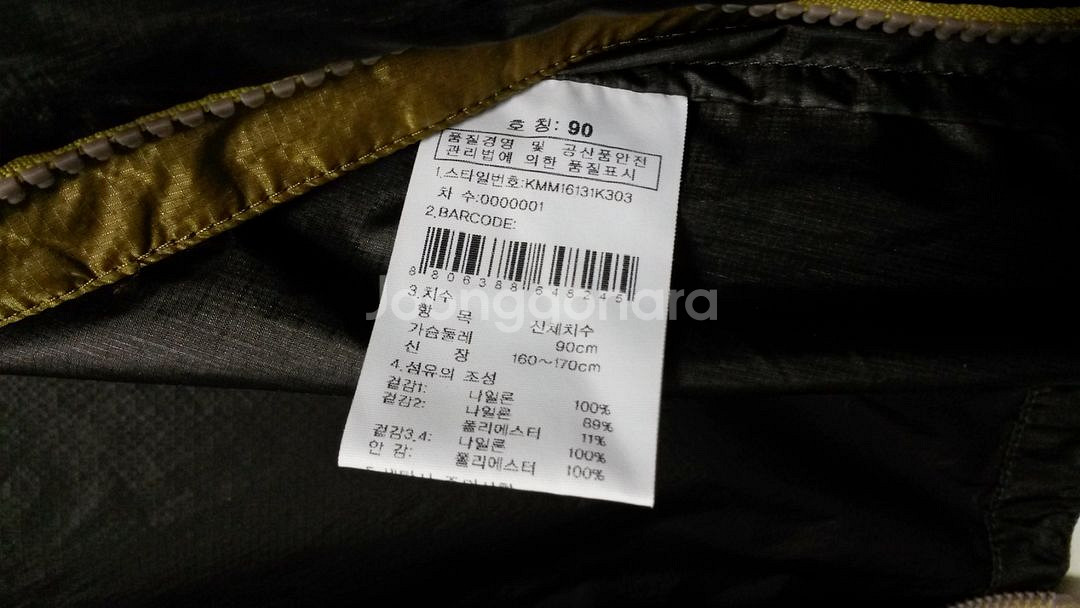 호 칭: 90
품질경영 및 공산품안전
관리법에 의한 품질표시
1.스타일번호:KMM16131K303
차 수:0000001
2.BARCODE:
8 806388 648245
3.치수
항 목 신체치수
가슴둘레 90cm
신 장 160~170cm
4.섬유의 조성
겉감1: 나일론 100%
겉감2: 나일론 89%
폴리에스터 11%
겉감3.4: 나일론 100%
안 감: 폴리에스터 100%
Joongonara